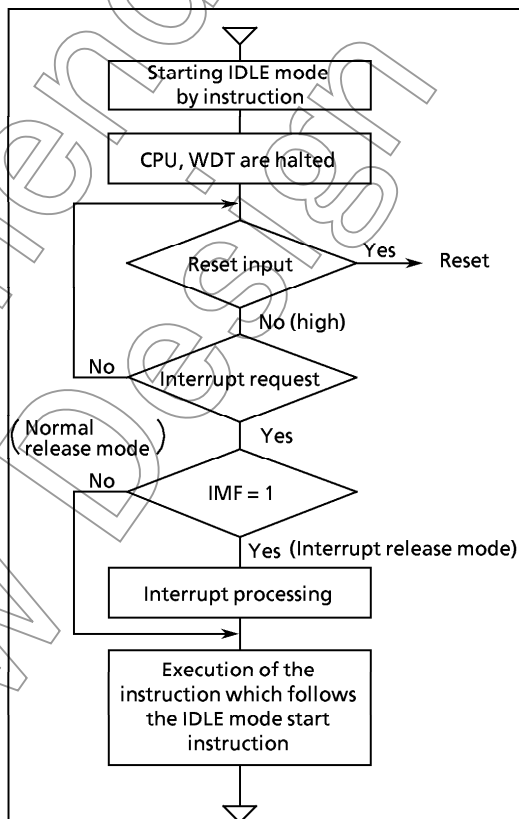 Starting IDLE mode
by instruction
CPU, WDT are halted
Yes
Reset input
Reset
No (high)
No
Interrupt request
(Normal
release mode)
Yes
No
IMF = 1
Yes (Interrupt release mode)
Interrupt processing
Execution of the
instruction which follows
the IDLE mode start
instruction
Design